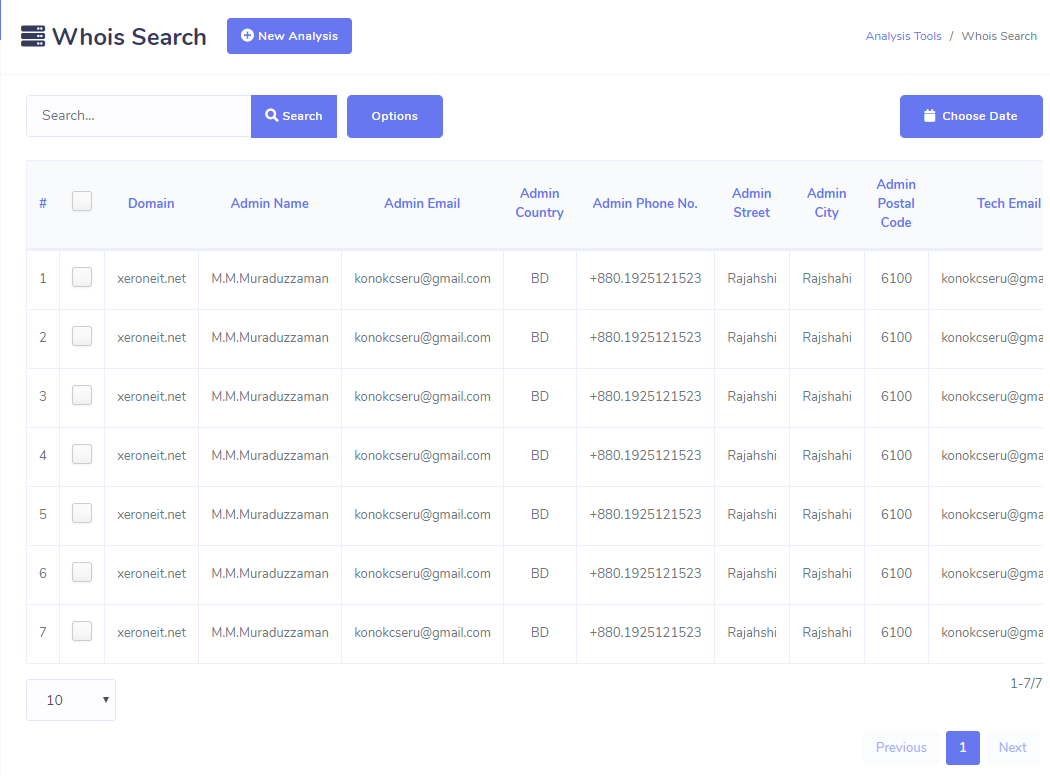 Whois Search
New Analysis
Analysis Tools / Whois Search
Search...
Search
Options
Choose Date
# Domain Admin Name Admin Email Admin Country Admin Phone No. Admin Street Admin City Admin Postal Code Tech Email
1 xeroneit.net M.M.Muraduzzaman konokcseru@gmail.com BD +880.1925121523 Rajahshi Rajshahi 6100 konokcseru@gma
2 xeroneit.net M.M.Muraduzzaman konokcseru@gmail.com BD +880.1925121523 Rajahshi Rajshahi 6100 konokcseru@gma
3 xeroneit.net M.M.Muraduzzaman konokcseru@gmail.com BD +880.1925121523 Rajahshi Rajshahi 6100 konokcseru@gma
4 xeroneit.net M.M.Muraduzzaman konokcseru@gmail.com BD +880.1925121523 Rajahshi Rajshahi 6100 konokcseru@gma
5 xeroneit.net M.M.Muraduzzaman konokcseru@gmail.com BD +880.1925121523 Rajahshi Rajshahi 6100 konokcseru@gma
6 xeroneit.net M.M.Muraduzzaman konokcseru@gmail.com BD +880.1925121523 Rajahshi Rajshahi 6100 konokcseru@gma
7 xeroneit.net M.M.Muraduzzaman konokcseru@gmail.com BD +880.1925121523 Rajahshi Rajshahi 6100 konokcseru@gma
1-7/7
10
Previous 1 Next